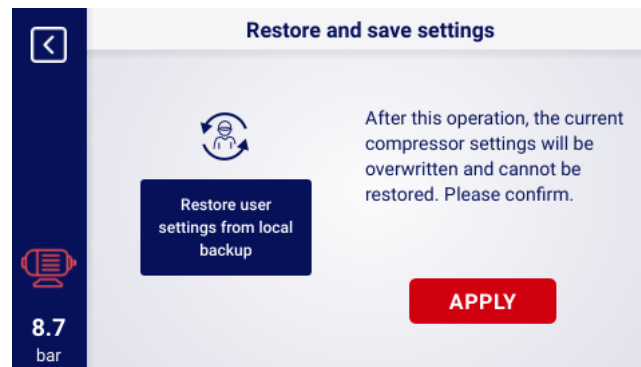 Restore and save settings
After this operation, the current
compressor settings will be
overwritten and cannot be
restored. Please confirm.
Restore user
settings from local
backup
APPLY
8.7
bar